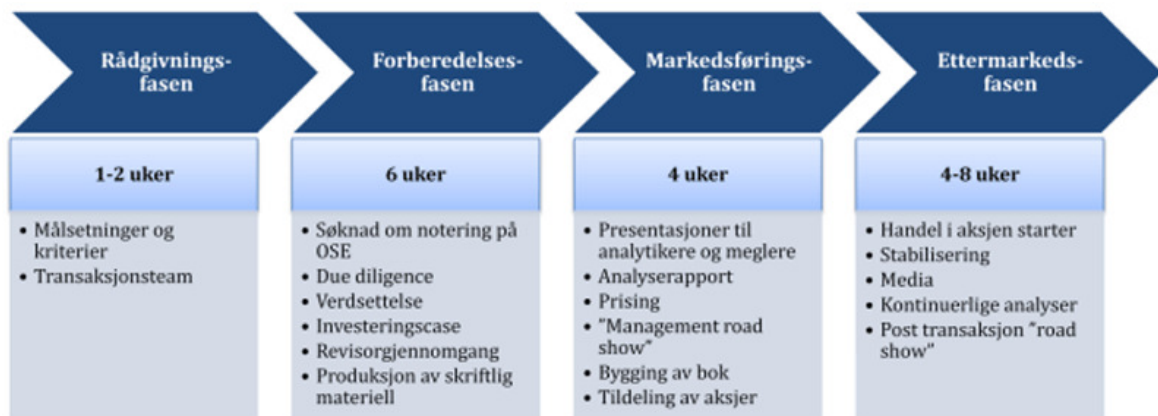 Rådgivnings-
fasen
1-2 uker
• Målsetninger og
kriterier
• Transaksjonsteam
Forberedelses-
fasen
6 uker
• Søknad om notering på
OSE
• Due diligence
• Verdsettelse
• Investeringscase
• Revisorgjennomgang
• Produksjon av skriftlig
materiell
Markedsførings-
fasen
4 uker
• Presentasjoner til
analytikere og meglere
• Analyserapport
• Prising
• "Management road
show"
• Bygging av bok
• Tildeling av aksjer
Ettermarkeds-
fasen
4-8 uker
• Handel i aksjen starter
• Stabilisering
• Media
• Kontinuerlige analyser
• Post transaksjon "road
show"